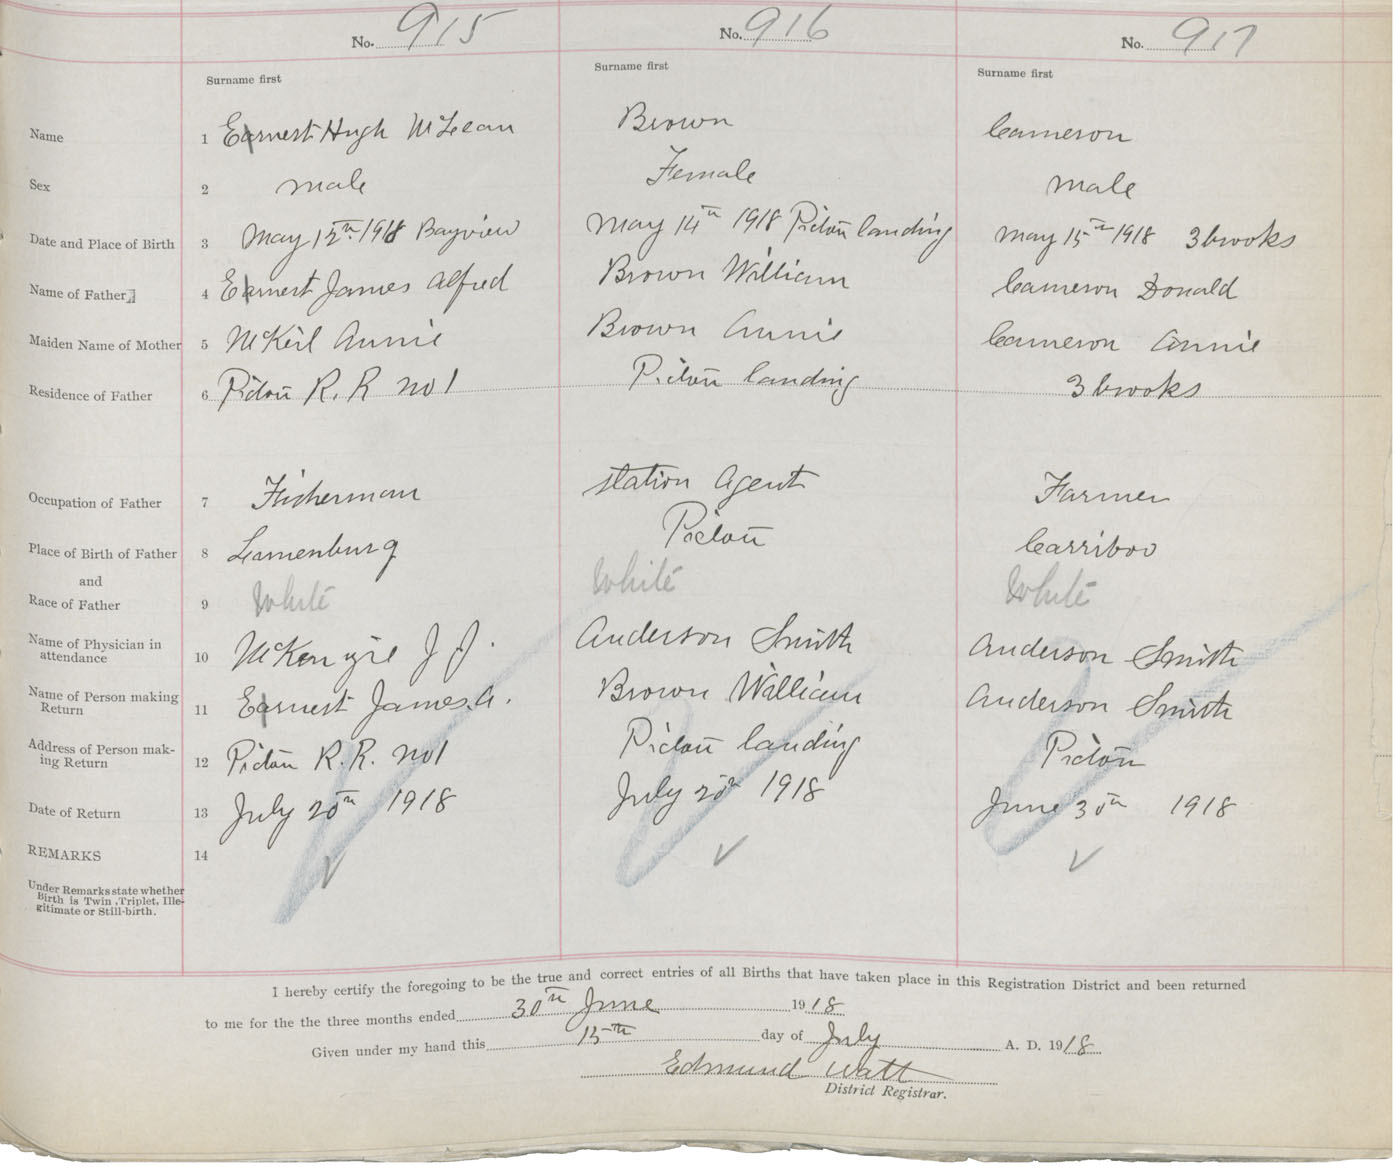 No. 915 No. 916 No. 917
Surname first Surname first Surname first
Name 1 Earnest Hugh McLean Brown Cameron
Sex 2 male Female male
Date and Place of Birth 3 May 12th 1918 Bayview May 14th 1918 Pictou landing May 15th 1918 3 brooks
Name of Father 4 Earnest James Alfred Brown William Cameron Donald
Maiden Name of Mother 5 McKeil Annie Brown Annie Cameron Annie
Residence of Father 6 Pictou R. R no 1 Pictou landing 3 brooks
Occupation of Father 7 Fisherman station Agent Farmer
Place of Birth of Father 8 Lunenburg Pictou Carriboo
and
Race of Father 9 White White White
Name of Physician in
attendance 10 McKenzie J J. Anderson Smith Anderson Smith
Name of Person making
Return 11 Earnest James. A. Brown William Anderson Smith
Address of Person mak-
ing Return 12 Pictou R. R. no 1 Pictou landing Pictou
Date of Return 13 July 20th 1918 July 20th 1918 June 30th 1918
REMARKS 14
Under Remarks state whether
Birth is Twin, Triplet, Ille-
gitimate or Still-birth.
I hereby certify the foregoing to be the true and correct entries of all Births that have taken place in this Registration District and been returned
to me for the the three months ended 30th June 1918
Given under my hand this 15th day of July A. D. 1918
Edmund Watt
District Registrar.